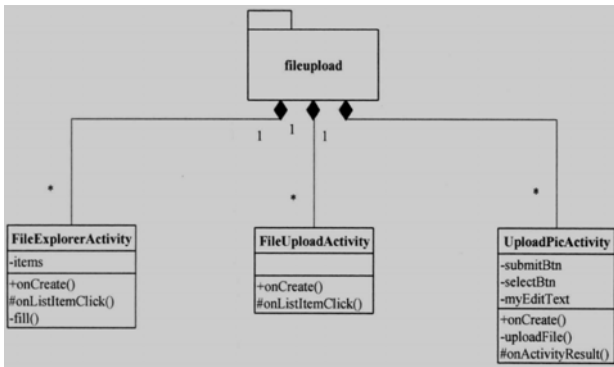 fileupload
1
1
1
*
*
*
FileExplorerActivity
-items
+onCreate()
#onListItemClick()
-fill()
FileUploadActivity
+onCreate()
#onListItemClick()
UploadPicActivity
-submitBtn
-selectBtn
-myEditText
+onCreate()
-uploadFile()
#onActivityResult()